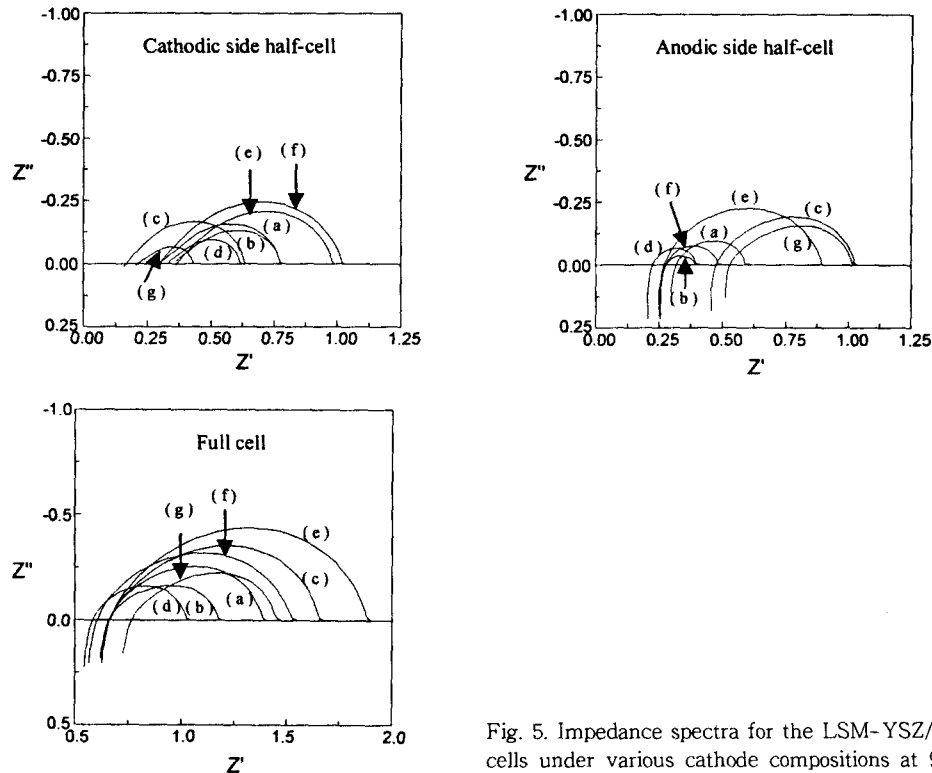 Cathodic side half-cell
-1.00
-0.75
-0.50
-0.25
0.00
0.25
Z"
0.00 0.25 0.50 0.75 1.00 1.25
Z'
(e) (f)
(c)
(a)
(b)
(d)
(g)
Anodic side half-cell
-1.00
-0.75
-0.50
-0.25
0.00
0.25
Z"
0.00 0.25 0.50 0.75 1.00 1.25
Z'
(f) (e)
(d) (a) (c)
(g)
(b)
Full cell
-1.0
-0.5
0.0
0.5
Z"
0.5 1.0 1.5 2.0
Z'
(g) (f)
(e)
(c)
(d) (b) (a)
Fig. 5. Impedance spectra for the LSM-YSZ/
cells under various cathode compositions at